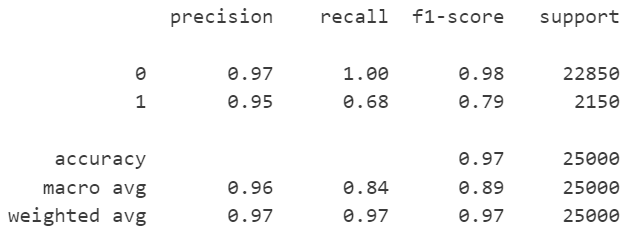 precision recall f1-score support
0 0.97 1.00 0.98 22850
1 0.95 0.68 0.79 2150
accuracy 0.97 25000
macro avg 0.96 0.84 0.89 25000
weighted avg 0.97 0.97 0.97 25000